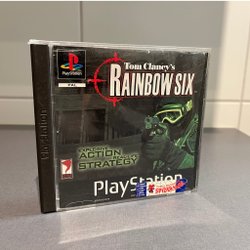 PlayStation
PAL
Tom Clancy's
RAINBOW SIX
ACTION
STRATEGY
PlayStation
PlayStation